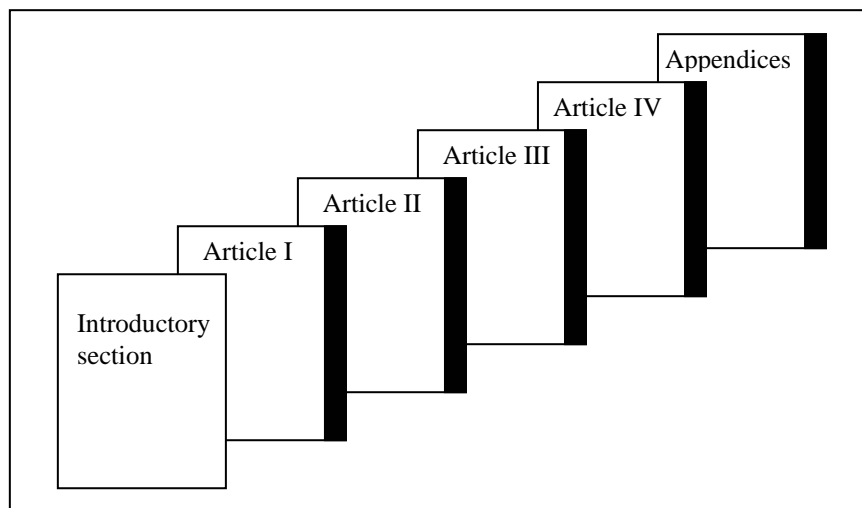 Introductory
section
Article I
Article II
Article III
Article IV
Appendices